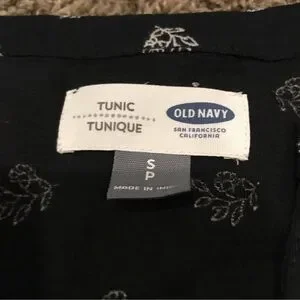 TUNIC
TUNIQUE
OLD NAVY
SAN FRANCISCO
CALIFORNIA
S
P
MADE IN